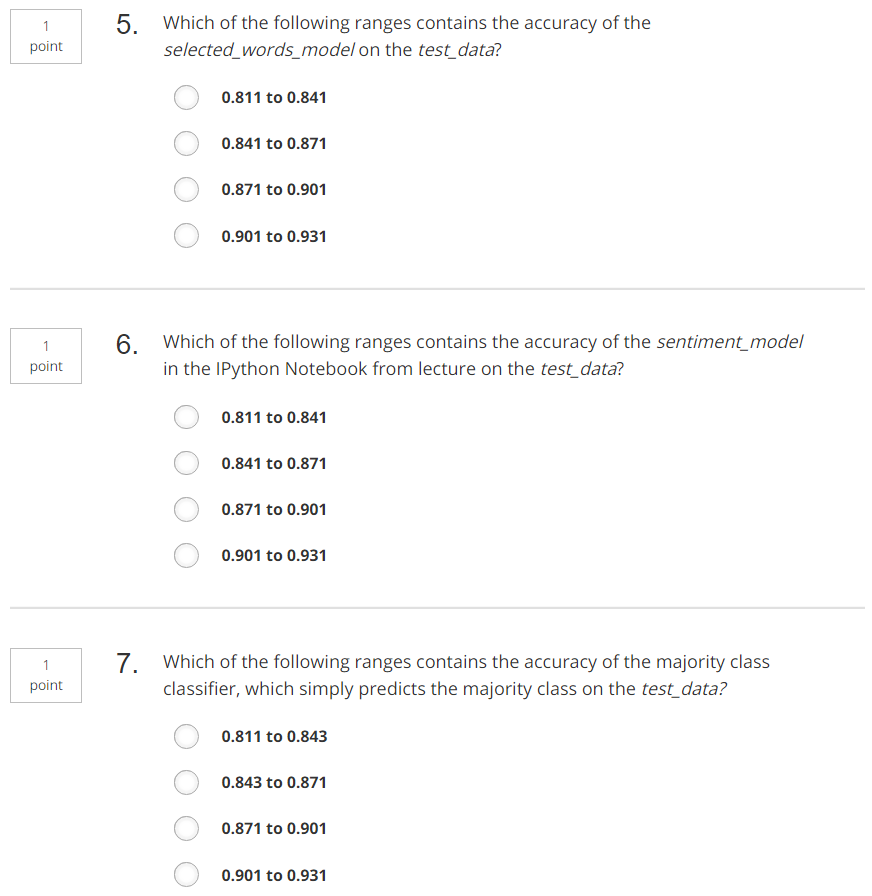 1
point
5.
Which of the following ranges contains the accuracy of the
selected_words_model on the test_data?
0.811 to 0.841
0.841 to 0.871
0.871 to 0.901
0.901 to 0.931
1
point
6.
Which of the following ranges contains the accuracy of the sentiment_model
in the IPython Notebook from lecture on the test_data?
0.811 to 0.841
0.841 to 0.871
0.871 to 0.901
0.901 to 0.931
1
point
7.
Which of the following ranges contains the accuracy of the majority class
classifier, which simply predicts the majority class on the test_data?
0.811 to 0.843
0.843 to 0.871
0.871 to 0.901
0.901 to 0.931